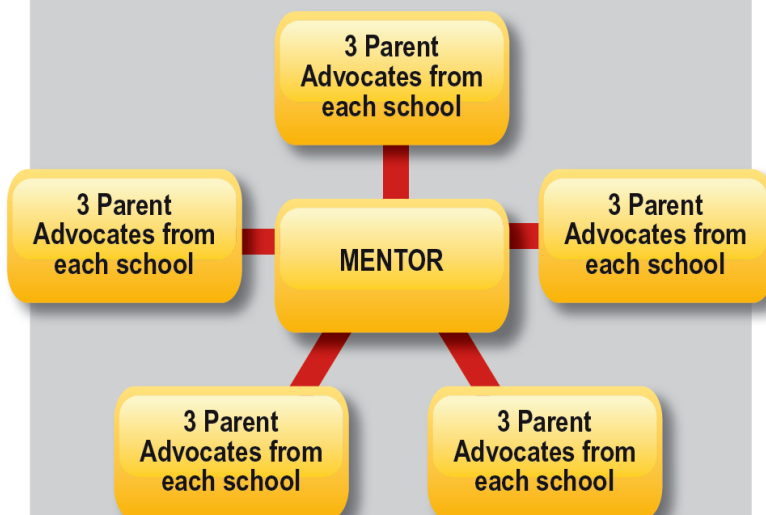 3 Parent
Advocates from
each school
3 Parent
Advocates from
each school
MENTOR
3 Parent
Advocates from
each school
3 Parent
Advocates from
each school
3 Parent
Advocates from
each school